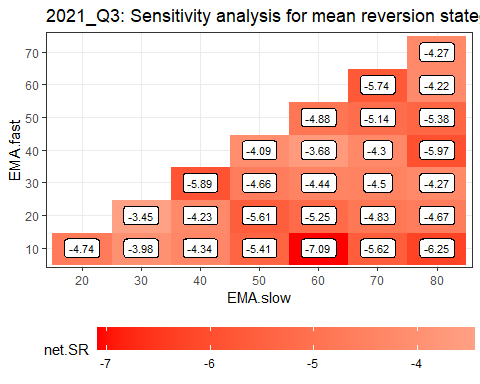 2021_Q3: Sensitivity analysis for mean reversion state
70 -4.27
60 -5.74 -4.22
50 -4.88 -5.14 -5.38
40 -4.09 -3.68 -4.3 -5.97
30 -5.89 -4.66 -4.44 -4.5 -4.27
20 -3.45 -4.23 -5.61 -5.25 -4.83 -4.67
10 -4.74 -3.98 -4.34 -5.41 -7.09 -5.62 -6.25
EMA.fast
20 30 40 50 60 70 80
EMA.slow
net.SR
-7 -6 -5 -4